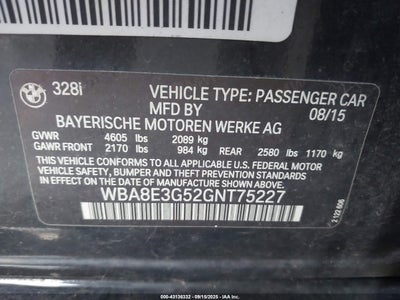 328i
VEHICLE TYPE: PASSENGER CAR
MFD BY 08/15
BAYERISCHE MOTOREN WERKE AG
GVWR 4605 lbs 2089 kg
GAWR FRONT 2170 lbs 984 kg REAR 2580 lbs 1170 kg
THIS VEHICLE CONFORMS TO ALL APPLICABLE U.S. FEDERAL MOTOR
VEHICLE SAFETY, BUMPER, AND THEFT PREVENTION STANDARDS IN
EFFECT ON THE DATE OF MANUFACTURE SHOWN ABOVE.
WBA8E3G52GNT75227
IAA 360 - 43136332 - 09/15/2025 - AUCTIONS